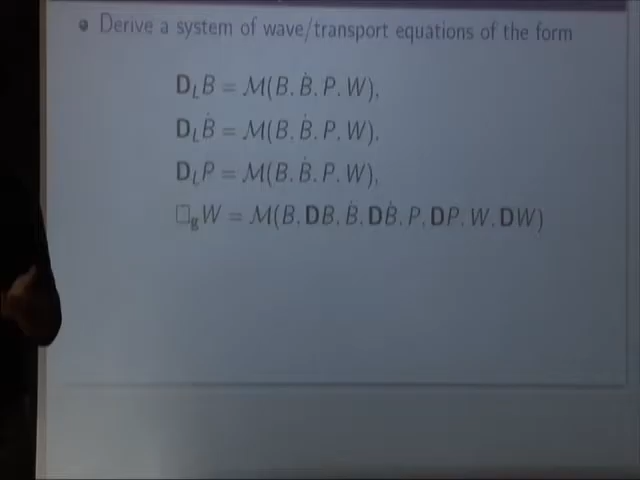 • Derive a system of wave/transport equations of the form
D_L B = M(B, Ḃ, P, W),
D_L Ḃ = M(B, Ḃ, P, W),
D_L P = M(B, Ḃ, P, W),
□_g W = M(B, DB, Ḃ, DḂ, P, DP, W, DW)